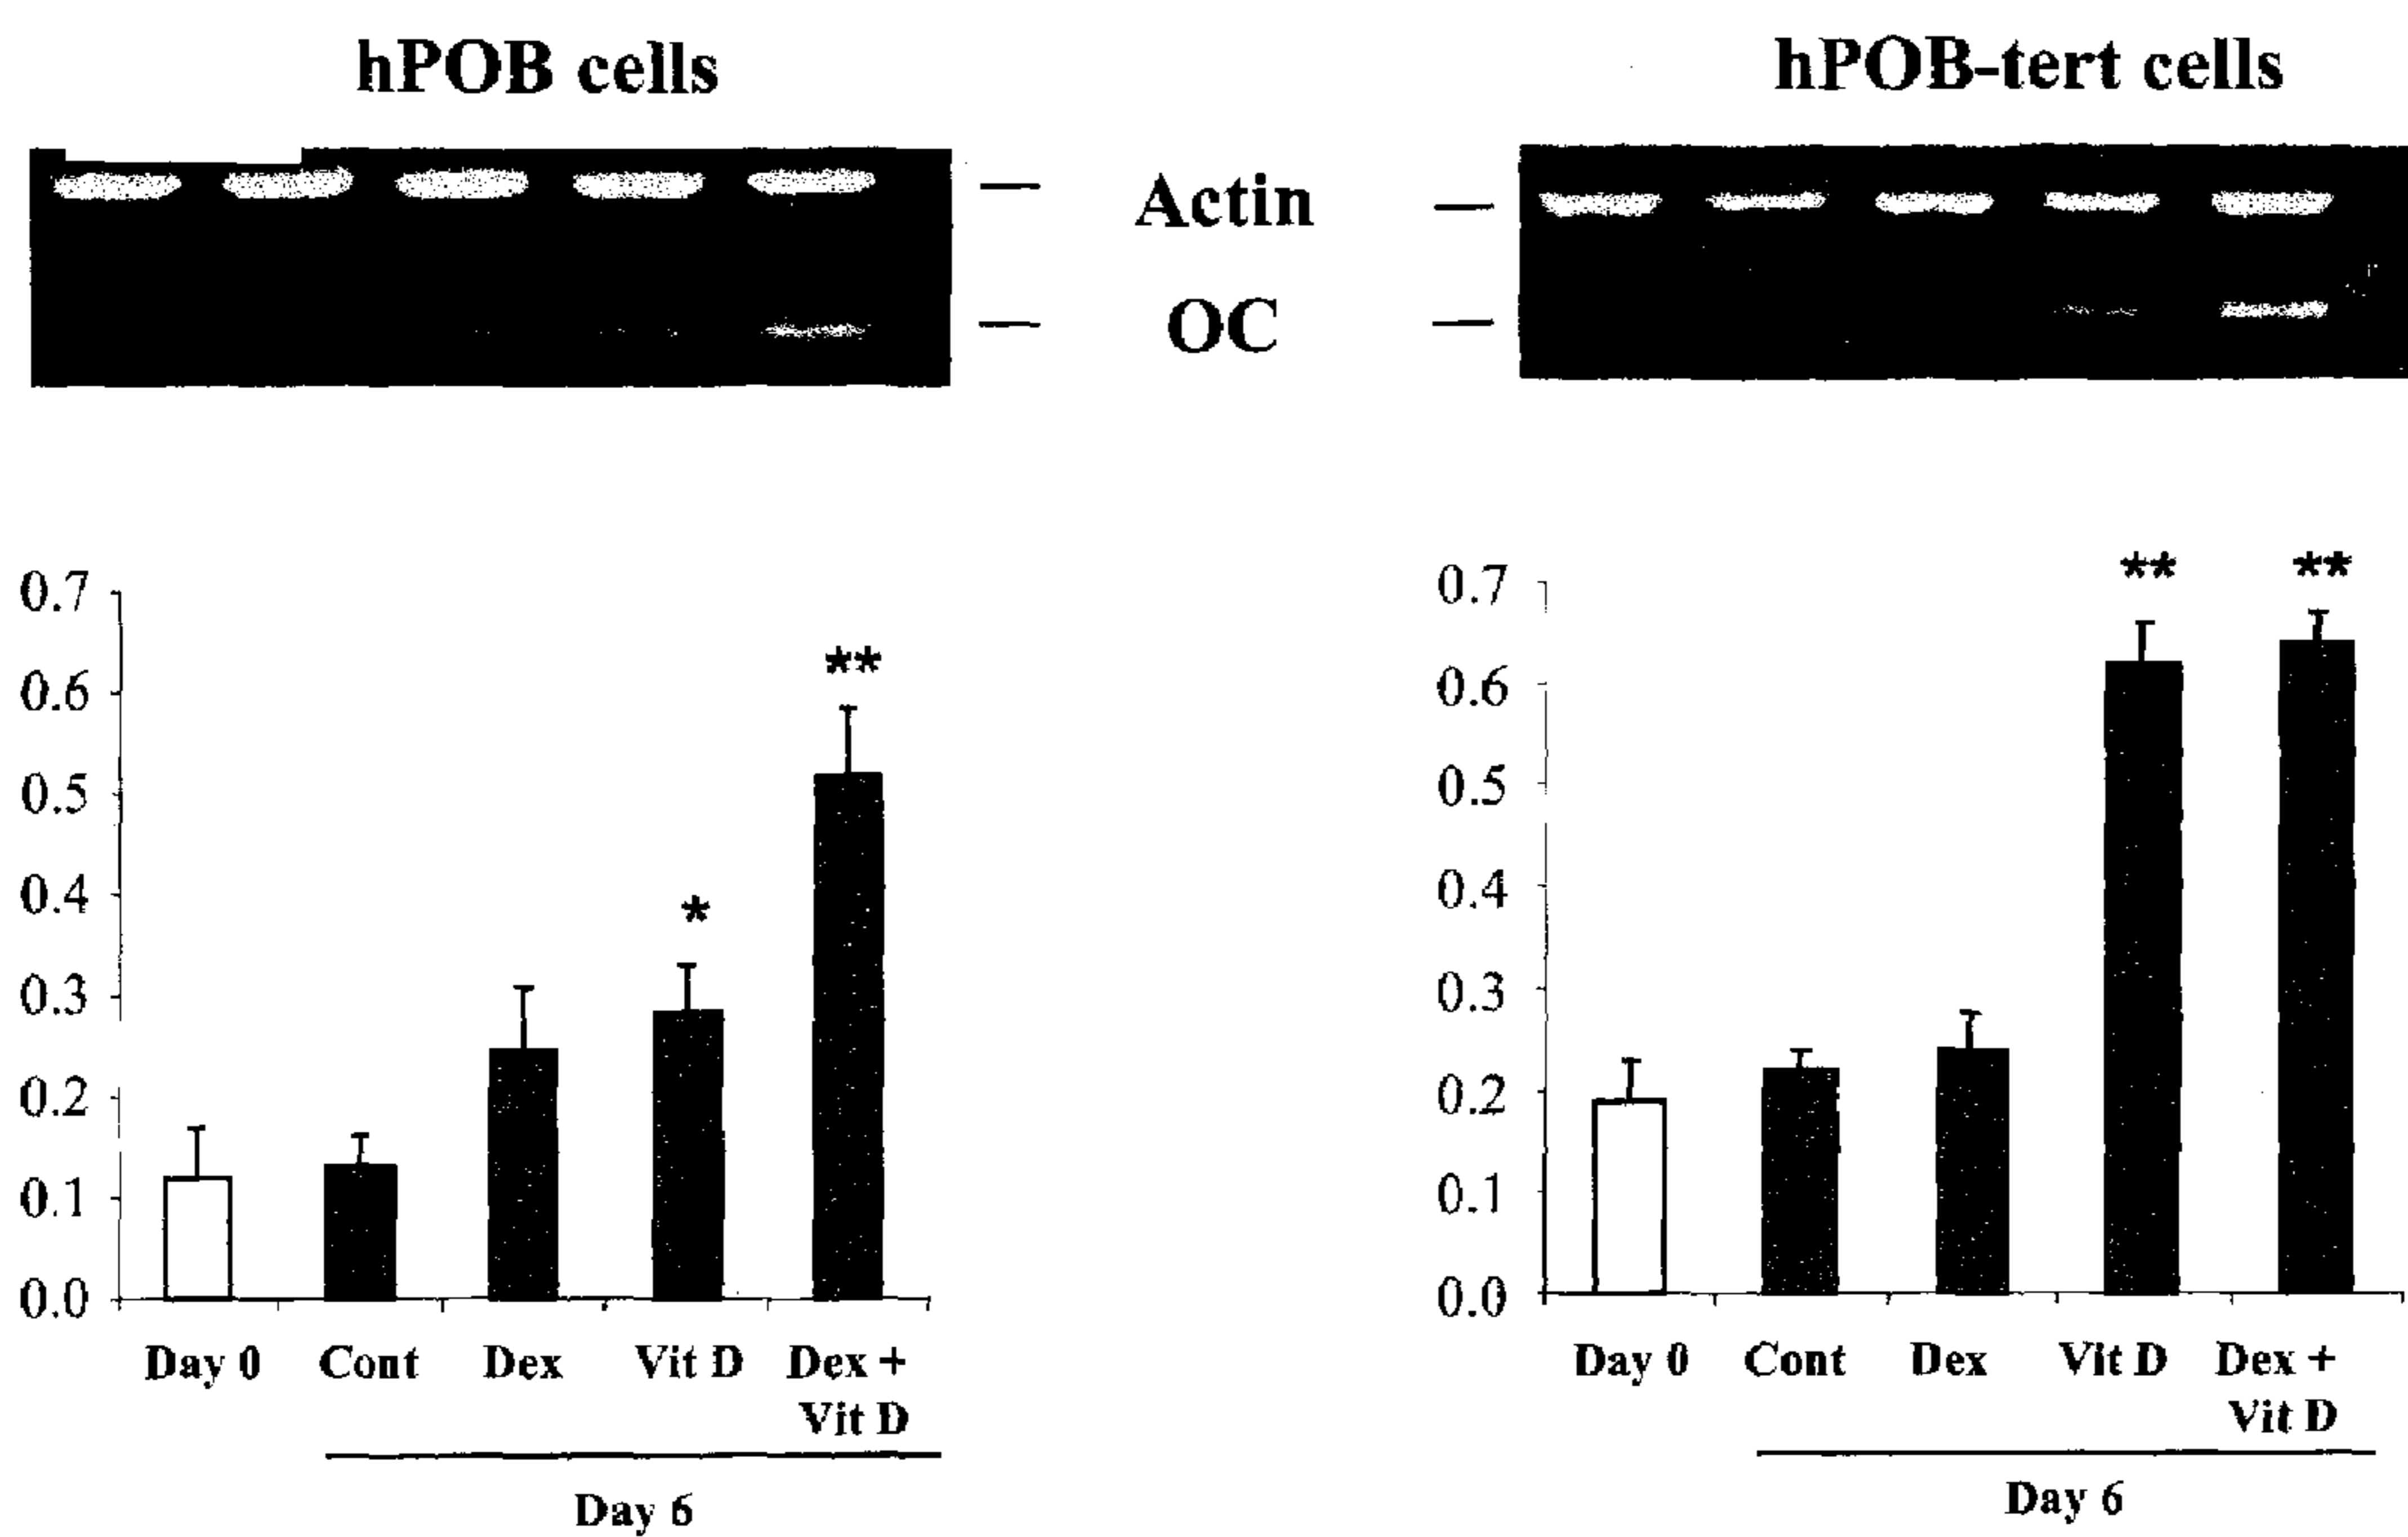 hPOB cells
hPOB-tert cells
Actin
OC
0.7
0.6
0.5
0.4
0.3
0.2
0.1
0.0
*
**
Day 0 Cont Dex Vit D Dex +
Vit D
Day 6
0.7
0.6
0.5
0.4
0.3
0.2
0.1
0.0
** **
Day 0 Cont Dex Vit D Dex +
Vit D
Day 6